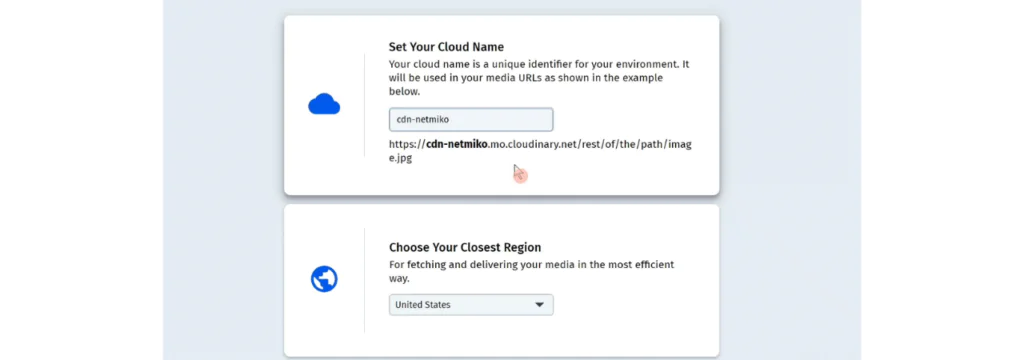 Set Your Cloud Name
Your cloud name is a unique identifier for your environment. It
will be used in your media URLs as shown in the example
below.
cdn-netmiko
https://cdn-netmiko.mo.cloudinary.net/rest/of/the/path/imag
e.jpg
Choose Your Closest Region
For fetching and delivering your media in the most efficient
way.
United States